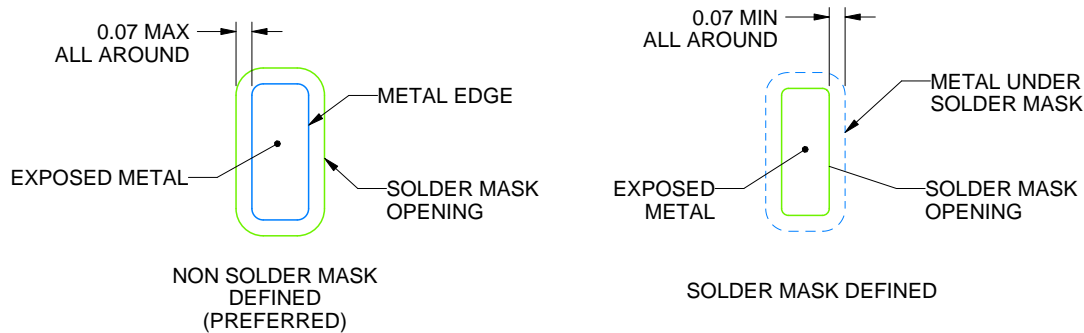 0.07 MAX
ALL AROUND
METAL EDGE
EXPOSED METAL
SOLDER MASK
OPENING
NON SOLDER MASK
DEFINED
(PREFERRED)
0.07 MIN
ALL AROUND
METAL UNDER
SOLDER MASK
EXPOSED
METAL
SOLDER MASK
OPENING
SOLDER MASK DEFINED